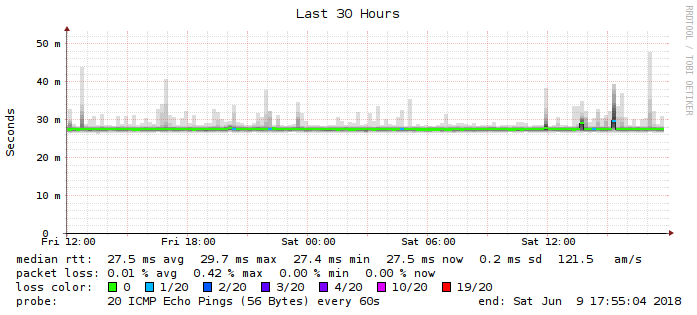 Last 30 Hours
RRDTOOL / TOBI OETIKER
Seconds
50 m
40 m
30 m
20 m
10 m
0
Fri 12:00 Fri 18:00 Sat 00:00 Sat 06:00 Sat 12:00
median rtt: 27.5 ms avg 29.7 ms max 27.4 ms min 27.5 ms now 0.2 ms sd 121.5 am/s
packet loss: 0.01 % avg 0.42 % max 0.00 % min 0.00 % now
loss color: 0 1/20 2/20 3/20 4/20 10/20 19/20
probe: 20 ICMP Echo Pings (56 Bytes) every 60s end: Sat Jun 9 17:55:04 2018